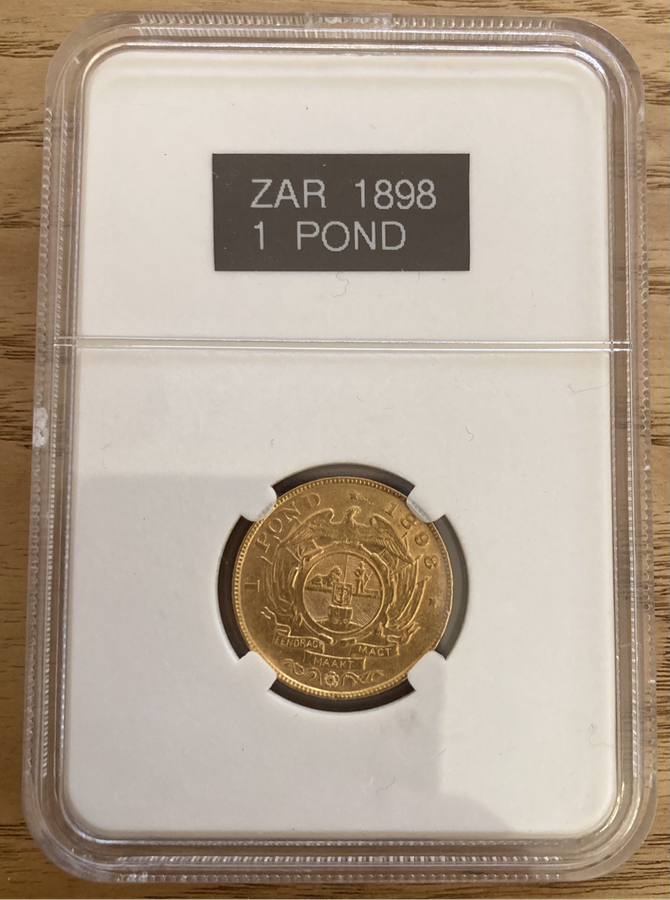 ZAR 1898
1 POND
1 POND 1898
EENDRAGT MAAKT MAGT